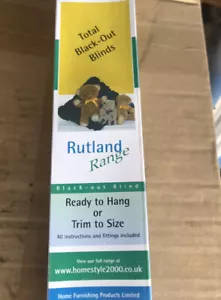 Total
Black-Out
Blinds
Rutland
Range
Black-out Blind
Ready to Hang
or
Trim to Size
All instructions and fittings included
View our full range at
www.homestyle2000.co.uk
Home Furnishing Products Limited